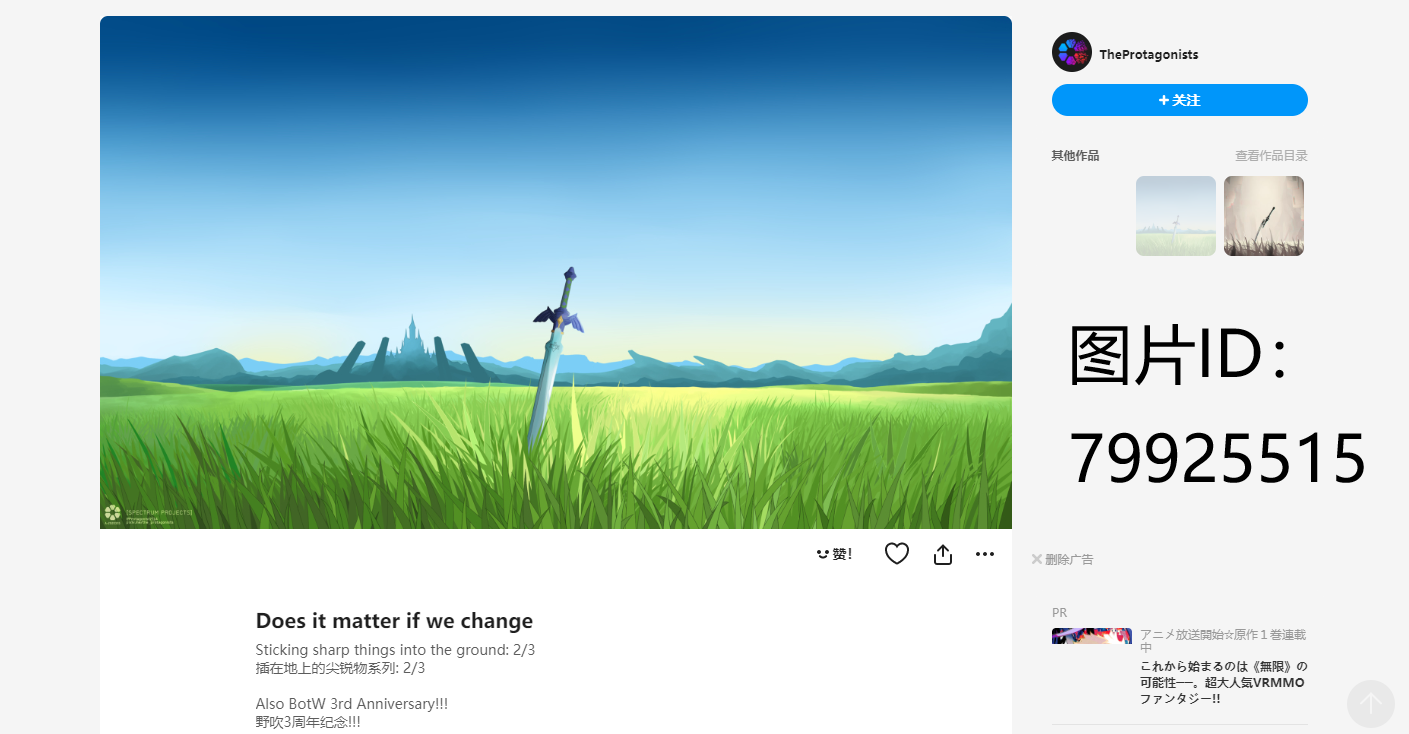 TheProtagonists
+ 关注
其他作品
查看作品目录
图片ID：
79925515
[SPECTRUM PROJECTS]
赞！
删除广告
Does it matter if we change
Sticking sharp things into the ground: 2/3
插在地上的尖锐物系列: 2/3
Also BotW 3rd Anniversary!!!
野吹3周年纪念!!!
PR
アニメ放送開始☆原作１巻連載
中
これから始まるのは《無限》の
可能性——。超大人気VRMMO
ファンタジー!!